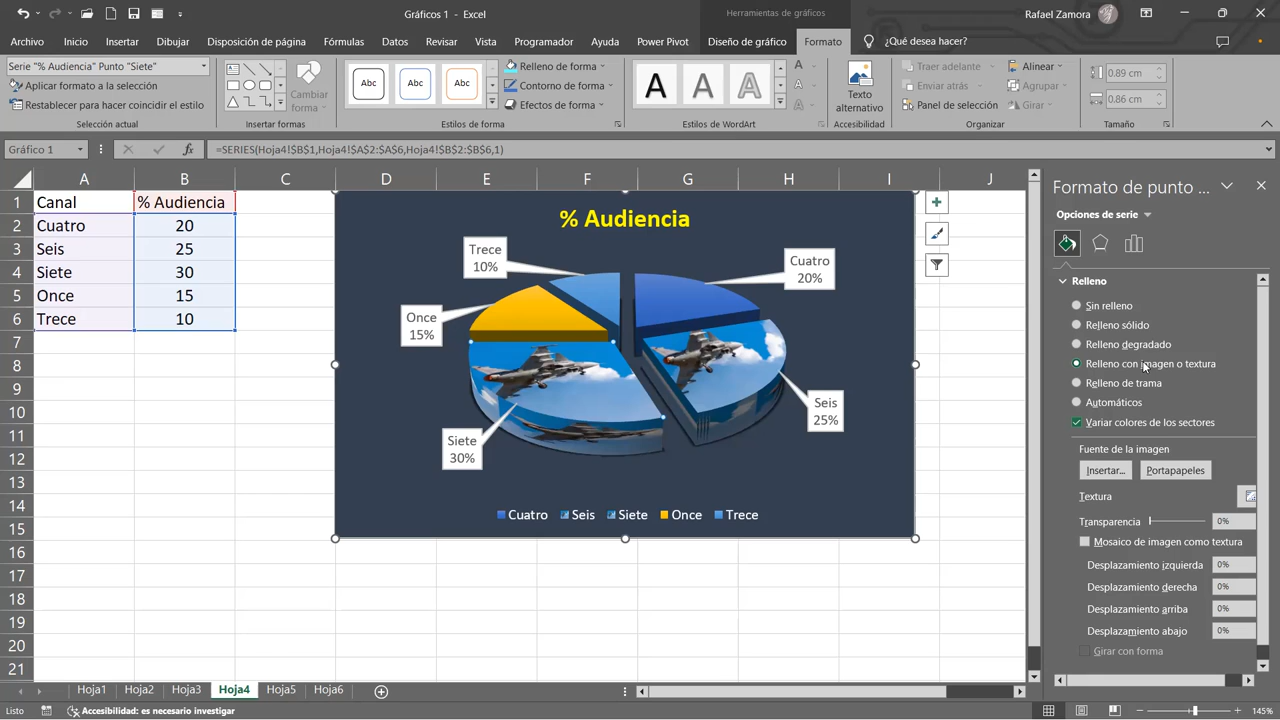 Gráficos 1 - Excel
Herramientas de gráficos
Rafael Zamora
Archivo Inicio Insertar Dibujar Disposición de página Fórmulas Datos Revisar Vista Programador Ayuda Power Pivot Diseño de gráfico Formato ¿Qué desea hacer?
Serie "% Audiencia" Punto "Siete"
Aplicar formato a la selección
Restablecer para hacer coincidir el estilo
Selección actual
Cambiar
forma
Insertar formas
Abc Abc Abc
Relleno de forma
Contorno de forma
Efectos de forma
Estilos de forma
A A A
Estilos de WordArt
Texto
alternativo
Accesibilidad
Traer adelante
Enviar atrás
Panel de selección
Alinear
Agrupar
Girar
Organizar
0.89 cm
0.86 cm
Tamaño
Gráfico 1
fx
=SERIES(Hoja4!$B$1,Hoja4!$A$2:$A$6,Hoja4!$B$2:$B$6,1)
A B C D E F G H I J
1 Canal % Audiencia
2 Cuatro 20
3 Seis 25
4 Siete 30
5 Once 15
6 Trece 10
7
8
9
10
11
12
13
14
15
16
17
18
19
20
21
% Audiencia
Trece
10%
Cuatro
20%
Once
15%
Seis
25%
Siete
30%
Cuatro Seis Siete Once Trece
Formato de punto ...
Opciones de serie
Relleno
Sin relleno
Relleno sólido
Relleno degradado
Relleno con imagen o textura
Relleno de trama
Automáticos
Variar colores de los sectores
Fuente de la imagen
Insertar... Portapapeles
Textura
Transparencia 0%
Mosaico de imagen como textura
Desplazamiento izquierda 0%
Desplazamiento derecha 0%
Desplazamiento arriba 0%
Desplazamiento abajo 0%
Girar con forma
Hoja1 Hoja2 Hoja3 Hoja4 Hoja5 Hoja6
Listo Accesibilidad: es necesario investigar 145%